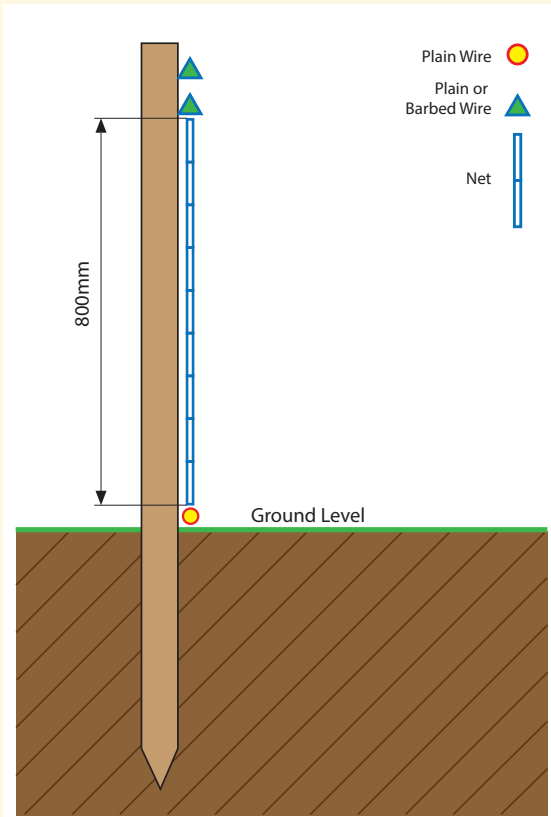 Plain Wire
Plain or
Barbed Wire
Net
800mm
Ground Level